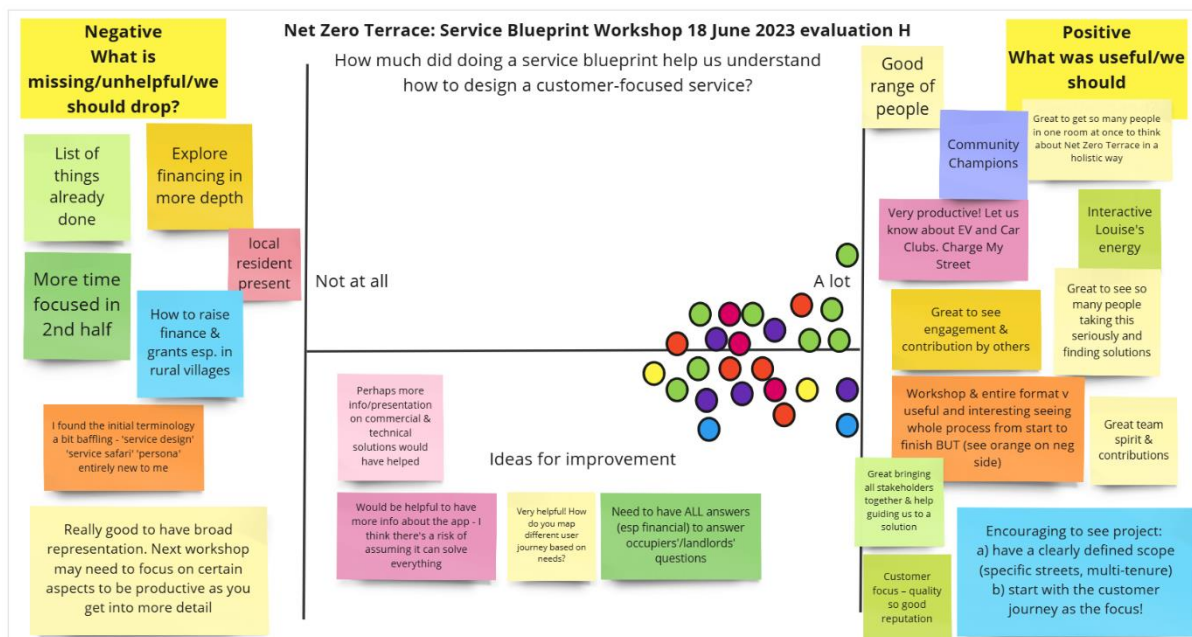 Net Zero Terrace: Service Blueprint Workshop 18 June 2023 evaluation H
How much did doing a service blueprint help us understand
how to design a customer-focused service?
Negative
What is
missing/unhelpful/we
should drop?
List of
things
already
done
Explore
financing in
more depth
local
resident
present
More time
focused in
2nd half
How to raise
finance &
grants esp. in
rural villages
I found the initial terminology
a bit baffling - 'service design'
'service safari' 'persona'
entirely new to me
Really good to have broad
representation. Next workshop
may need to focus on certain
aspects to be productive as you
get into more detail
Not at all
A lot
Perhaps more
info/presentation
on commercial &
technical
solutions would
have helped
Ideas for improvement
Would be helpful to have
more info about the app - I
think there's a risk of
assuming it can solve
everything
Very helpful! How
do you map
different user
journey based on
needs?
Need to have ALL answers
(esp financial) to answer
occupiers'/landlords'
questions
Positive
What was useful/we
should
Good
range of
people
Great to get so many people
in one room at once to think
about Net Zero Terrace in a
holistic way
Community
Champions
Very productive! Let us
know about EV and Car
Clubs. Charge My
Street
Interactive
Louise's
energy
Great to see
engagement &
contribution by others
Great to see so
many people
taking this
seriously and
finding solutions
Workshop & entire format v
useful and interesting seeing
whole process from start to
finish BUT (see orange on neg
side)
Great team
spirit &
contributions
Great bringing
all stakeholders
together & help
guiding us to a
solution
Customer
focus – quality
so good
reputation
Encouraging to see project:
a) have a clearly defined scope
(specific streets, multi-tenure)
b) start with the customer
journey as the focus!